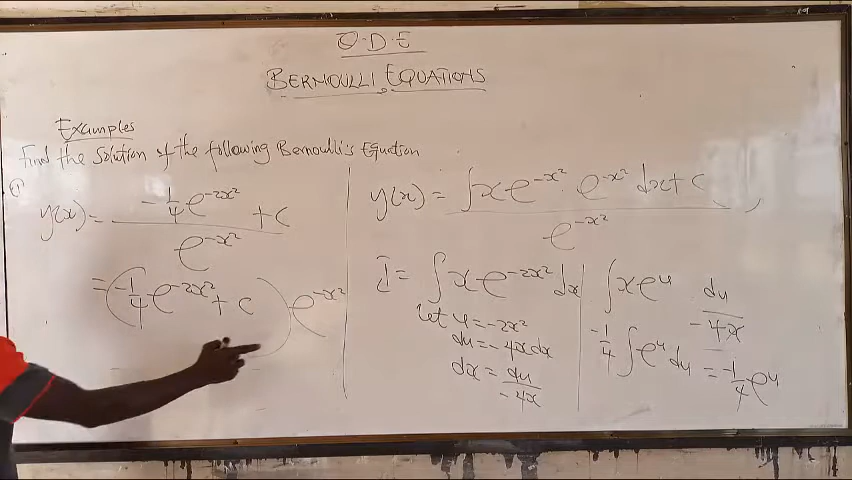 O.D.E
BERNOULLI EQUATIONS
Examples
Find the solution of the following Bernoulli's Equation
①
y(x) = -1/4 e^{-2x²} + C / e^{-x²}
= (-1/4 e^{-2x²} + C) e^{-x²}
y(x) = ∫xe^{-x²} . e^{-x²} dx + C / e^{-x²}
I = ∫ x e^{-2x²} dx
let u = -2x²
du = -4x dx
dx = du / -4x
∫xe^u du / -4x
-1/4 ∫e^u du = -1/4 e^u